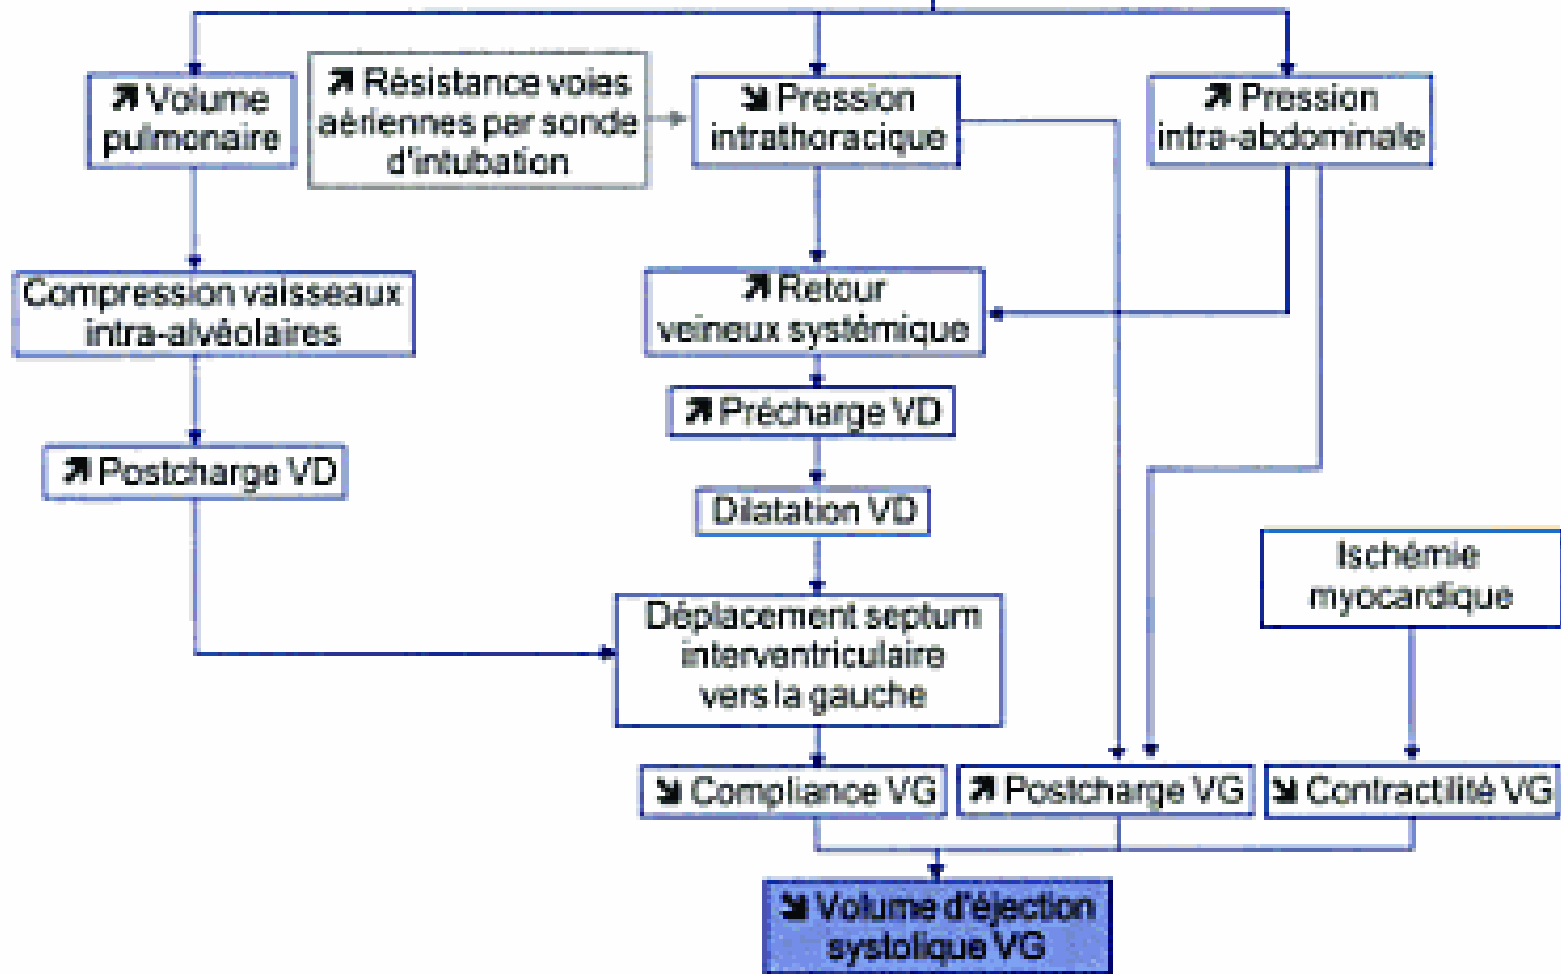 ↗ Volume
pulmonaire
↗ Résistance voies
aériennes par sonde
d'intubation
↘ Pression
intrathoracique
↗ Pression
intra-abdominale
Compression vaisseaux
intra-alvéolaires
↗ Retour
veineux systémique
↗ Précharge VD
↗ Postcharge VD
Dilatation VD
Ischémie
myocardique
Déplacement septum
interventriculaire
vers la gauche
↘ Compliance VG
↗ Postcharge VG
↘ Contractilité VG
↘ Volume d'éjection
systolique VG